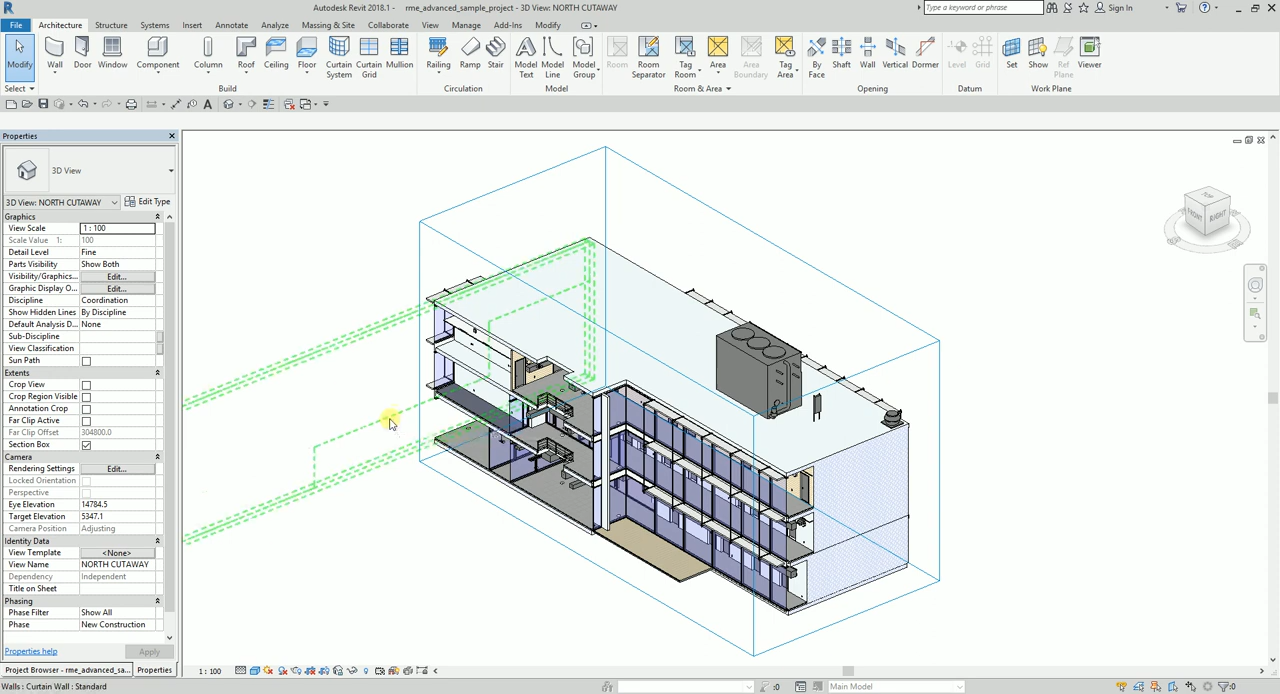 Autodesk Revit 2018.1 - rme_advanced_sample_project - 3D View: NORTH CUTAWAY
Type a keyword or phrase
Sign In
File Architecture Structure Systems Insert Annotate Analyze Massing & Site Collaborate View Manage Add-Ins Modify
Modify Wall Door Window Component Column Roof Ceiling Floor Curtain System Curtain Grid Mullion Railing Ramp Stair Model Text Model Line Model Group Room Room Separator Tag Room Area Area Boundary Tag Area By Face Shaft Wall Vertical Dormer Level Grid Set Show Ref Plane Viewer
Select Build Circulation Model Room & Area Opening Datum Work Plane
Properties
3D View
3D View: NORTH CUTAWAY Edit Type
Graphics
View Scale 1 : 100
Scale Value 1: 100
Detail Level Fine
Parts Visibility Show Both
Visibility/Graphics... Edit...
Graphic Display O... Edit...
Discipline Coordination
Show Hidden Lines By Discipline
Default Analysis D... None
Sub-Discipline
View Classification
Sun Path
Extents
Crop View
Crop Region Visible
Annotation Crop
Far Clip Active
Far Clip Offset 304800.0
Section Box
Camera
Rendering Settings Edit...
Locked Orientation
Perspective
Eye Elevation 14784.5
Target Elevation 5347.1
Camera Position Adjusting
Identity Data
View Template <None>
View Name NORTH CUTAWAY
Dependency Independent
Title on Sheet
Phasing
Phase Filter Show All
Phase New Construction
Properties help Apply
Project Browser - rme_advanced_sa... Properties
1 : 100
Walls : Curtain Wall : Standard
:0
Main Model
:0
TOP
FRONT
RIGHT